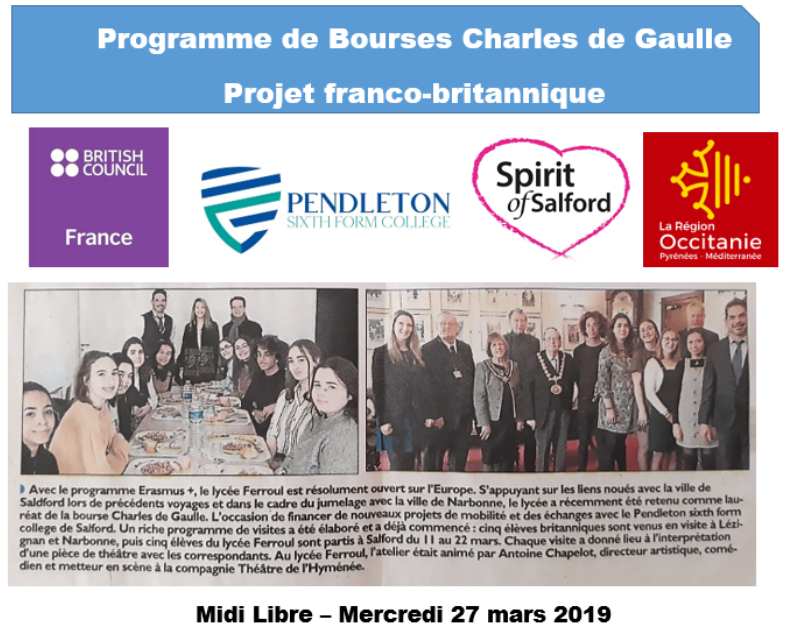 Programme de Bourses Charles de Gaulle
Projet franco-britannique
BRITISH
COUNCIL
France
PENDLETON
SIXTH FORM COLLEGE
Spirit
of Salford
La Région
Occitanie
Pyrénées - Méditerranée
Avec le programme Erasmus +, le lycée Ferroul est résolument ouvert sur l'Europe. S'appuyant sur les liens noués avec la ville de
Saldford lors de précédents voyages et dans le cadre du jumelage avec la ville de Narbonne, le lycée a récemment été retenu comme lau-
réat de la bourse Charles de Gaulle. L'occasion de financer de nouveaux projets de mobilité et des échanges avec le Pendleton sixth form
college de Salford. Un riche programme de visites a été élaboré et a déjà commencé : cinq élèves britanniques sont venus en visite à Lézi-
gnan et Narbonne, puis cinq élèves du lycée Ferroul sont partis à Salford du 11 au 22 mars. Chaque visite a donné lieu à l'interprétation
d'une pièce de théâtre avec les correspondants. Au lycée Ferroul, l'atelier était animé par Antoine Chapelot, directeur artistique, comé-
dien et metteur en scène à la compagnie Théâtre de l'Hyménée.
Midi Libre – Mercredi 27 mars 2019